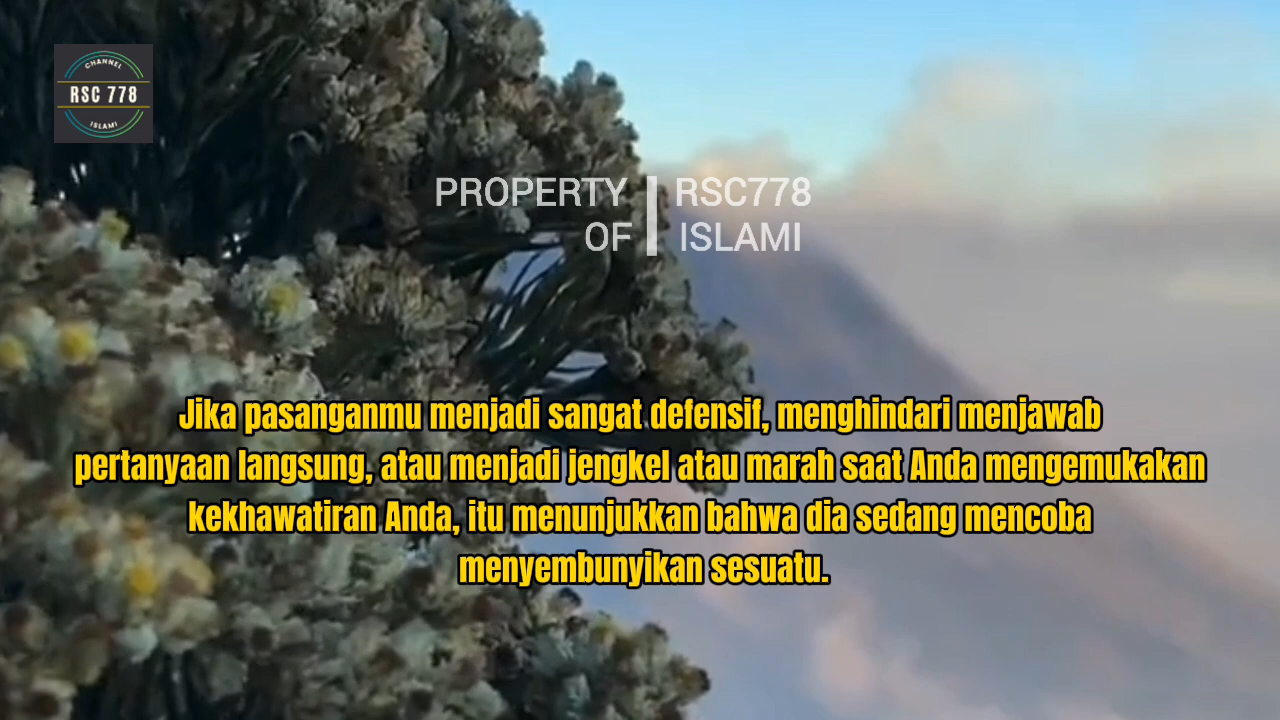 CHANNEL
RSC 778
ISLAMI
PROPERTY RSC778
OF ISLAMI
Jika pasanganmu menjadi sangat defensif, menghindari menjawab
pertanyaan langsung, atau menjadi jengkel atau marah saat Anda mengemukakan
kekhawatiran Anda, itu menunjukkan bahwa dia sedang mencoba
menyembunyikan sesuatu.